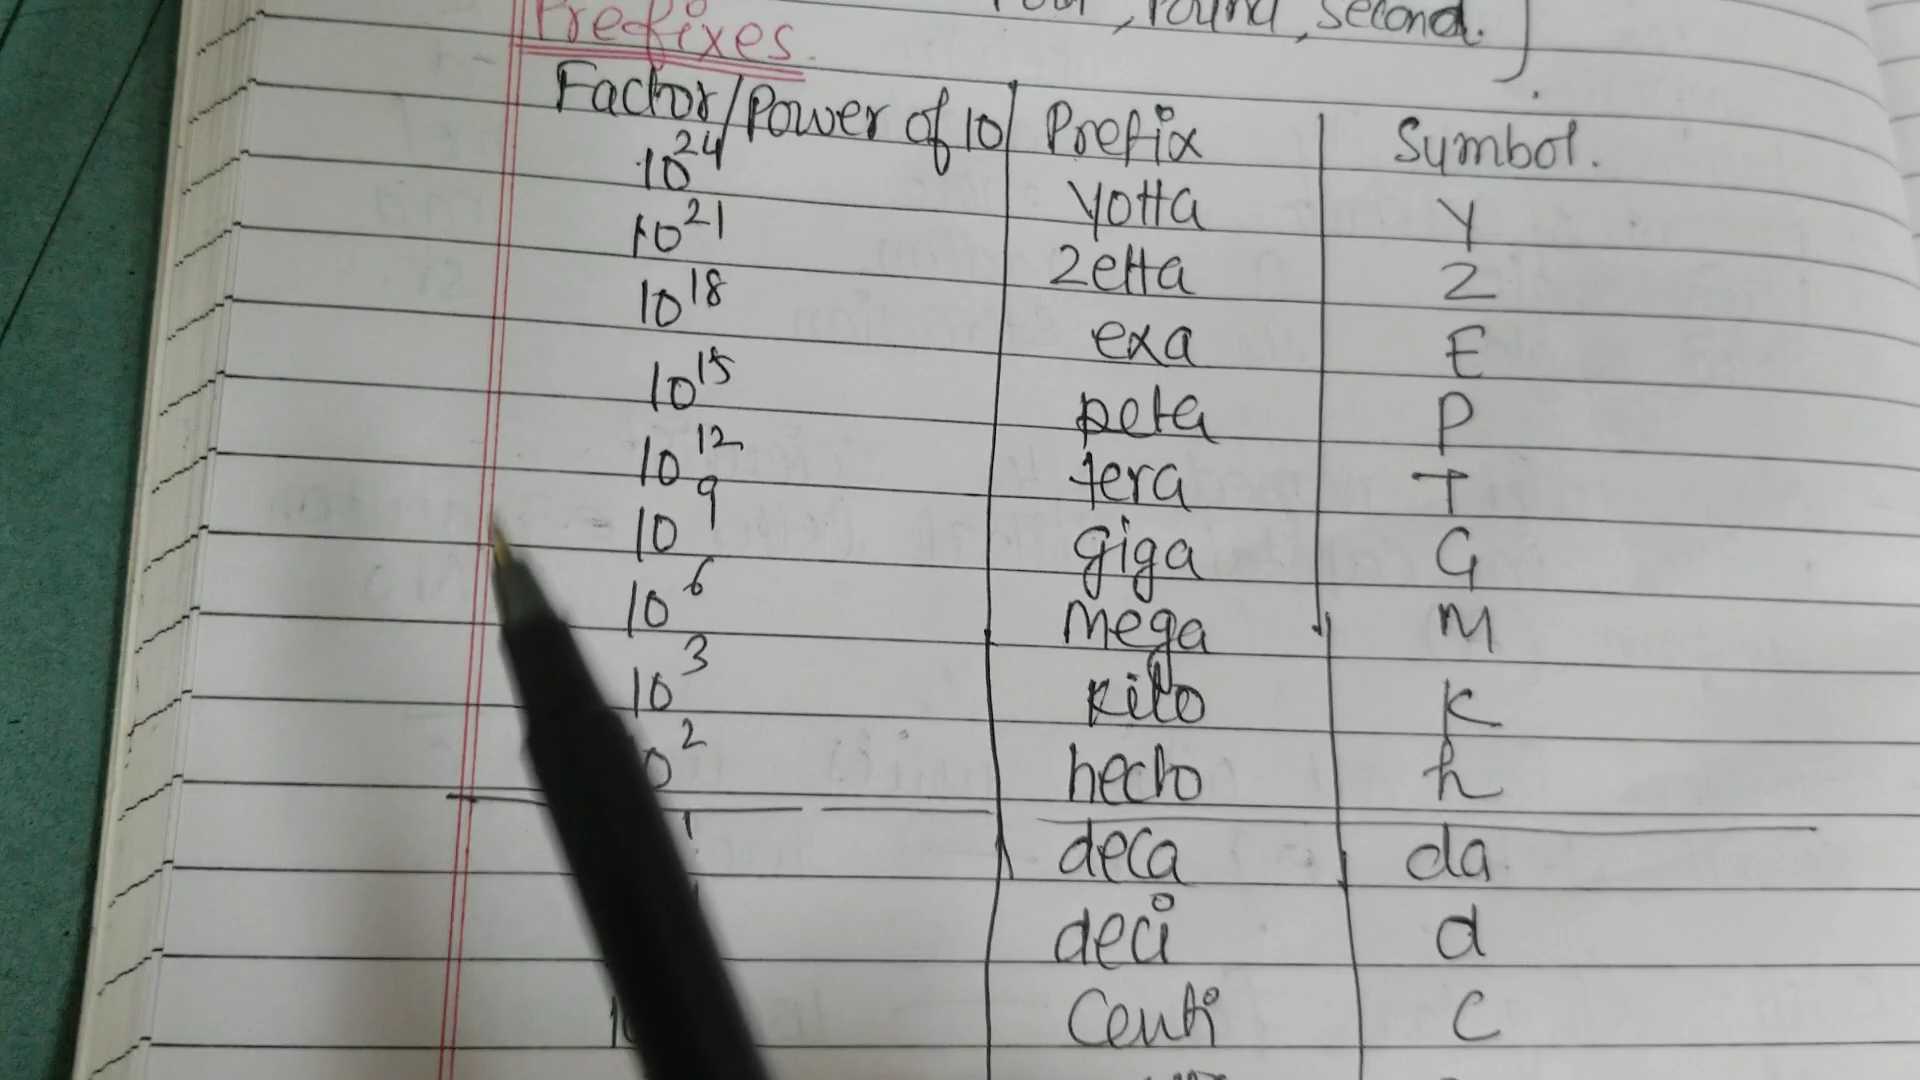 Pound, second.]
Prefixes.
Factor/Power of 10 Prefix Symbol.
10^24 yotta Y
10^21 zetta Z
10^18 exa E
10^15 peta P
10^12 tera T
10^9 giga G
10^6 Mega M
10^3 Kilo K
10^2 hecto h
deca da
deci d
Centi C